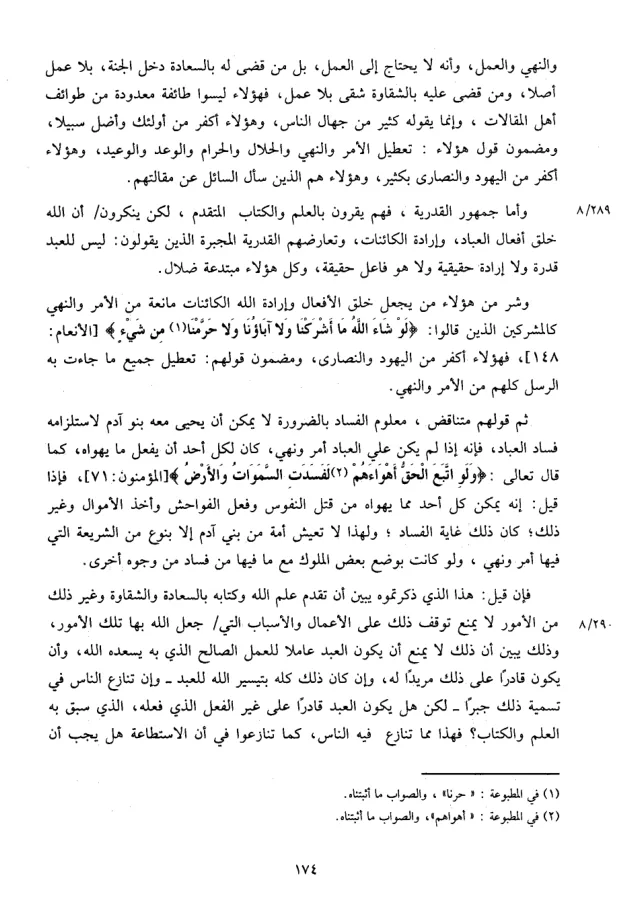 والنهي والعمل، وأنه لا يحتاج إلى العمل، بل من قضى له بالسعادة دخل الجنة، بلا عمل
أصلا، ومن قضى عليه بالشقاوة شقى بلا عمل، فهؤلاء ليسوا طائفة معدودة من طوائف
أهل المقالات ، وإنما يقوله كثير من جهال الناس، وهؤلاء أكفر من أولئك وأضل سبيلا،
ومضمون قول هؤلاء : تعطيل الأمر والنهي والحلال والحرام والوعد والوعيد، وهؤلاء
أكفر من اليهود والنصارى بكثير، وهؤلاء هم الذين سأل السائل عن مقالتهم.
٨/٢٨٩ وأما جمهور القدرية ، فهم يقرون بالعلم والكتاب المتقدم ، لكن ينكرون/ أن الله
خلق أفعال العباد، وإرادة الكائنات، وتعارضهم القدرية المجبرة الذين يقولون: ليس للعبد
قدرة ولا إرادة حقيقية ولا هو فاعل حقيقة، وكل هؤلاء مبتدعة ضلال.
وشر من هؤلاء من يجعل خلق الأفعال وإرادة الله الكائنات مانعة من الأمر والنهي
كالمشركين الذين قالوا: ﴿لَوْ شَاءَ اللَّهُ مَا أَشْرَكْنَا وَلا آبَاؤُنَا وَلا حَرَّمْنَا(١) مِن شَيْءٍ﴾ [الأنعام:
١٤٨]، فهؤلاء أكفر من اليهود والنصارى، ومضمون قولهم: تعطيل جميع ما جاءت به
الرسل كلهم من الأمر والنهي.
ثم قولهم متناقض ، معلوم الفساد بالضرورة لا يمكن أن يحيى معه بنو آدم لاستلزامه
فساد العباد، فإنه إذا لم يكن علي العباد أمر ونهي، كان لكل أحد أن يفعل ما يهواه، كما
قال تعالى :﴿وَلَوِ اتَّبَعَ الْحَقُّ أَهْوَاءَهُمْ (٢)لَفَسَدَتِ السَّمَوَاتُ وَالأَرْضُ ﴾[المؤمنون:٧١]، فإذا
قيل: إنه يمكن كل أحد مما يهواه من قتل النفوس وفعل الفواحش وأخذ الأموال وغير
ذلك؛ كان ذلك غاية الفساد ؛ ولهذا لا تعيش أمة من بني آدم إلا بنوع من الشريعة التي
فيها أمر ونهي ، ولو كانت بوضع بعض الملوك مع ما فيها من فساد من وجوه أخرى.
فإن قيل: هذا الذي ذكرتموه يبين أن تقدم علم الله وكتابه بالسعادة والشقاوة وغير ذلك
٨/٢٩٠ من الأمور لا يمنع توقف ذلك على الأعمال والأسباب التي/ جعل الله بها تلك الأمور،
وذلك يبين أن ذلك لا يمنع أن يكون العبد عاملا للعمل الصالح الذي به يسعده الله، وأن
يكون قادرًا على ذلك مريدًا له، وإن كان ذلك كله بتيسير الله للعبد ــ وإن تنازع الناس في
تسمية ذلك جبرًا ــ لكن هل يكون العبد قادرًا على غير الفعل الذي فعله، الذي سبق به
العلم والكتاب؟ فهذا مما تنازع فيه الناس، كما تنازعوا في أن الاستطاعة هل يجب أن
(١) في المطبوعة : « حرنا» ، والصواب ما أثبتناه.
(٢) في المطبوعة : « أهواهم»، والصواب ما أثبتناه.
١٧٤